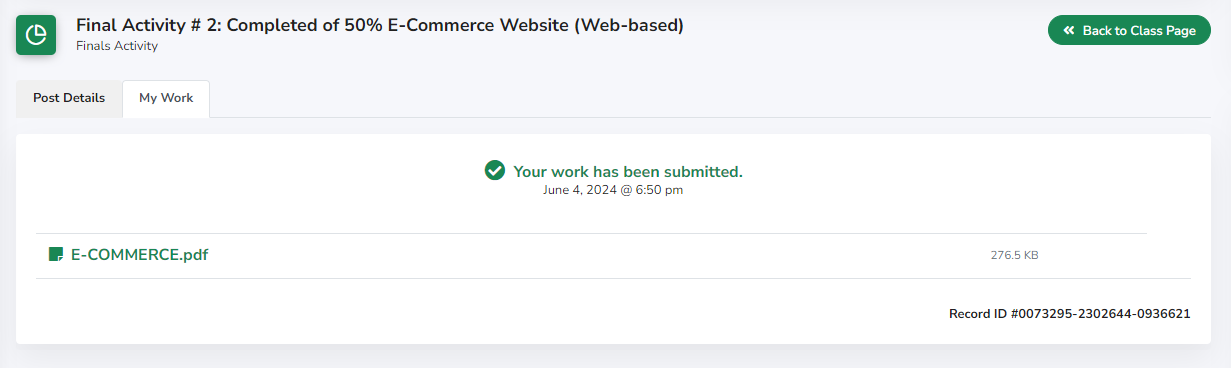 Final Activity # 2: Completed of 50% E-Commerce Website (Web-based)
Finals Activity
Back to Class Page
Post Details
My Work
Your work has been submitted.
June 4, 2024 @ 6:50 pm
E-COMMERCE.pdf
276.5 KB
Record ID #0073295-2302644-0936621